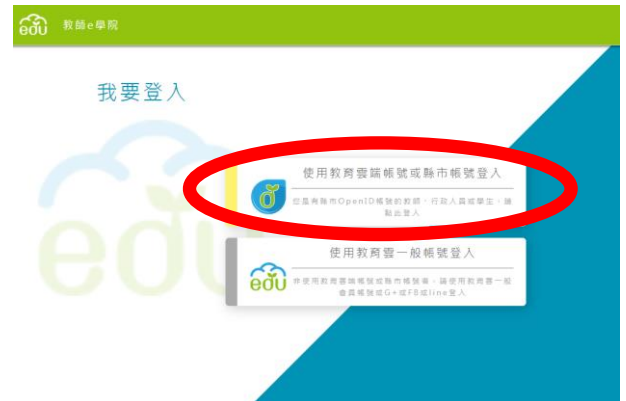 edu 教師e學院
我要登入
edu
使用教育雲端帳號或縣市帳號登入
您是有縣市OpenID帳號的教師、行政人員或學生，請
點此登入
使用教育雲一般帳號登入
edu
非使用教育雲端帳號或縣市帳號者，請使用教育雲一般
會員帳號或G+或FB或line登入